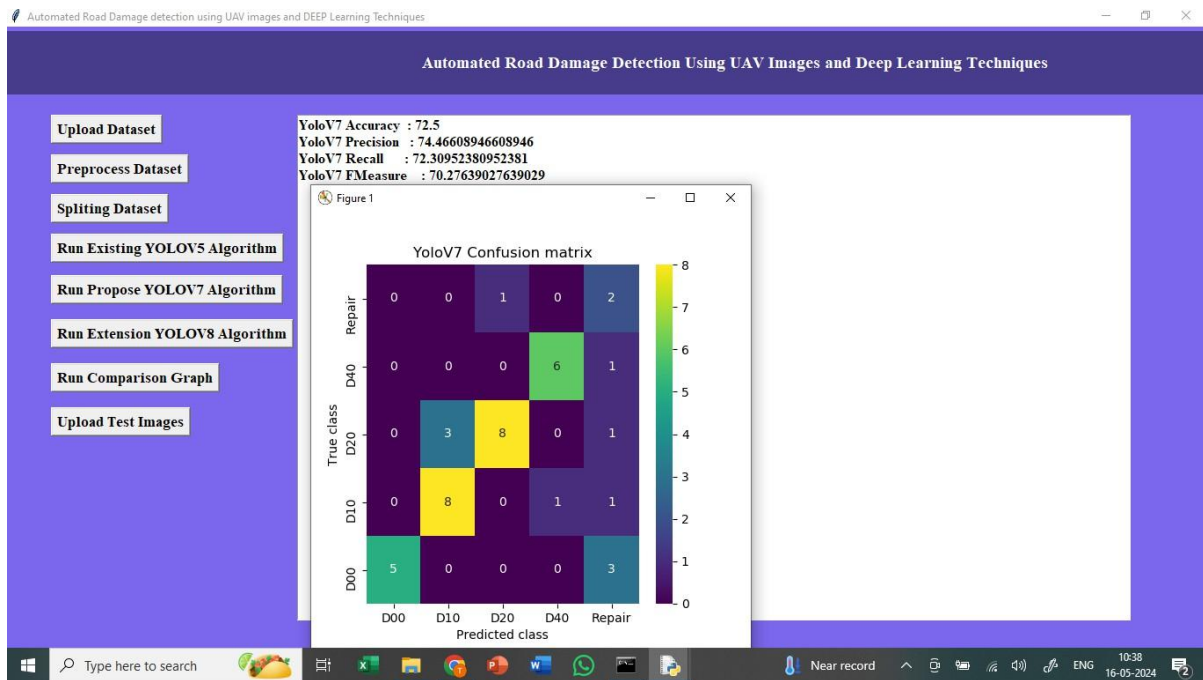 Automated Road Damage detection using UAV images and DEEP Learning Techniques
Automated Road Damage Detection Using UAV Images and Deep Learning Techniques
Upload Dataset
Preprocess Dataset
Spliting Dataset
Run Existing YOLOV5 Algorithm
Run Propose YOLOV7 Algorithm
Run Extension YOLOV8 Algorithm
Run Comparison Graph
Upload Test Images
YoloV7 Accuracy : 72.5
YoloV7 Precision : 74.46608946608946
YoloV7 Recall : 72.30952380952381
YoloV7 FMeasure : 70.27639027639029
Figure 1
YoloV7 Confusion matrix
True class
Repair 0 0 1 0 2
D40 0 0 0 6 1
D20 0 3 8 0 1
D10 0 8 0 1 1
D00 5 0 0 0 3
D00 D10 D20 D40 Repair
Predicted class
8
7
6
5
4
3
2
1
0
Type here to search
Near record
ENG
10:38
16-05-2024
2